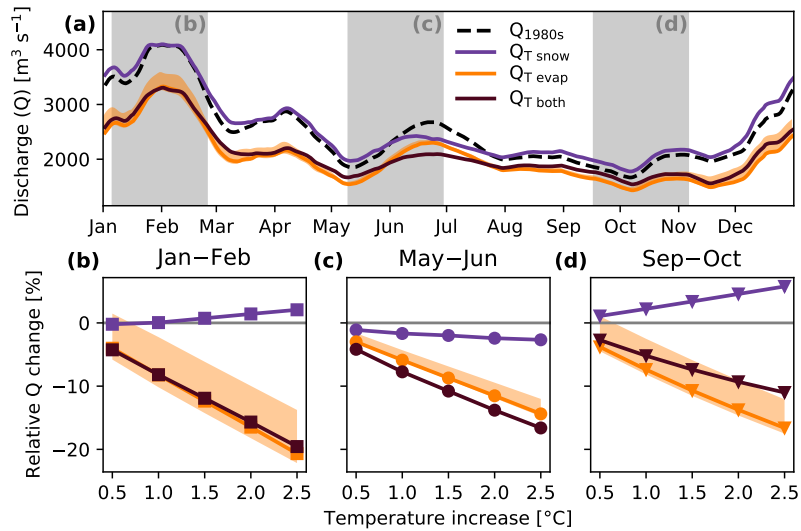 (a)
(b)
(c)
(d)
Q1980s
QT snow
QT evap
QT both
Discharge (Q) [m³ s⁻¹]
4000
3000
2000
Jan Feb Mar Apr May Jun Jul Aug Sep Oct Nov Dec
(b) Jan−Feb
(c) May−Jun
(d) Sep−Oct
Relative Q change [%]
0
−10
−20
0.5 1.0 1.5 2.0 2.5
0.5 1.0 1.5 2.0 2.5
0.5 1.0 1.5 2.0 2.5
Temperature increase [°C]